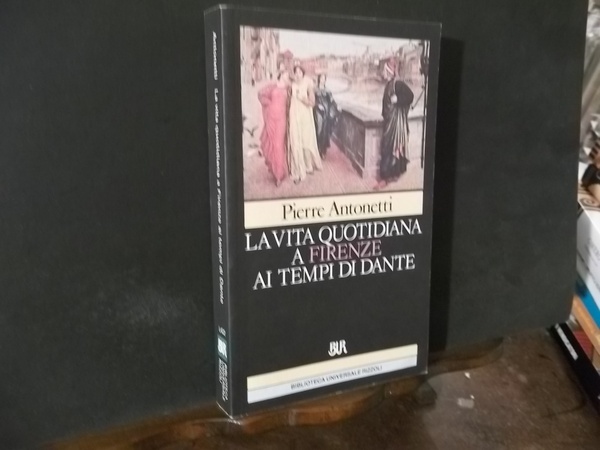 Pierre Antonetti
LA VITA QUOTIDIANA
A FIRENZE
AI TEMPI DI DANTE
BUR
BIBLIOTECA UNIVERSALE RIZZOLI
Antonetti La vita quotidiana a Firenze ai tempi di Dante